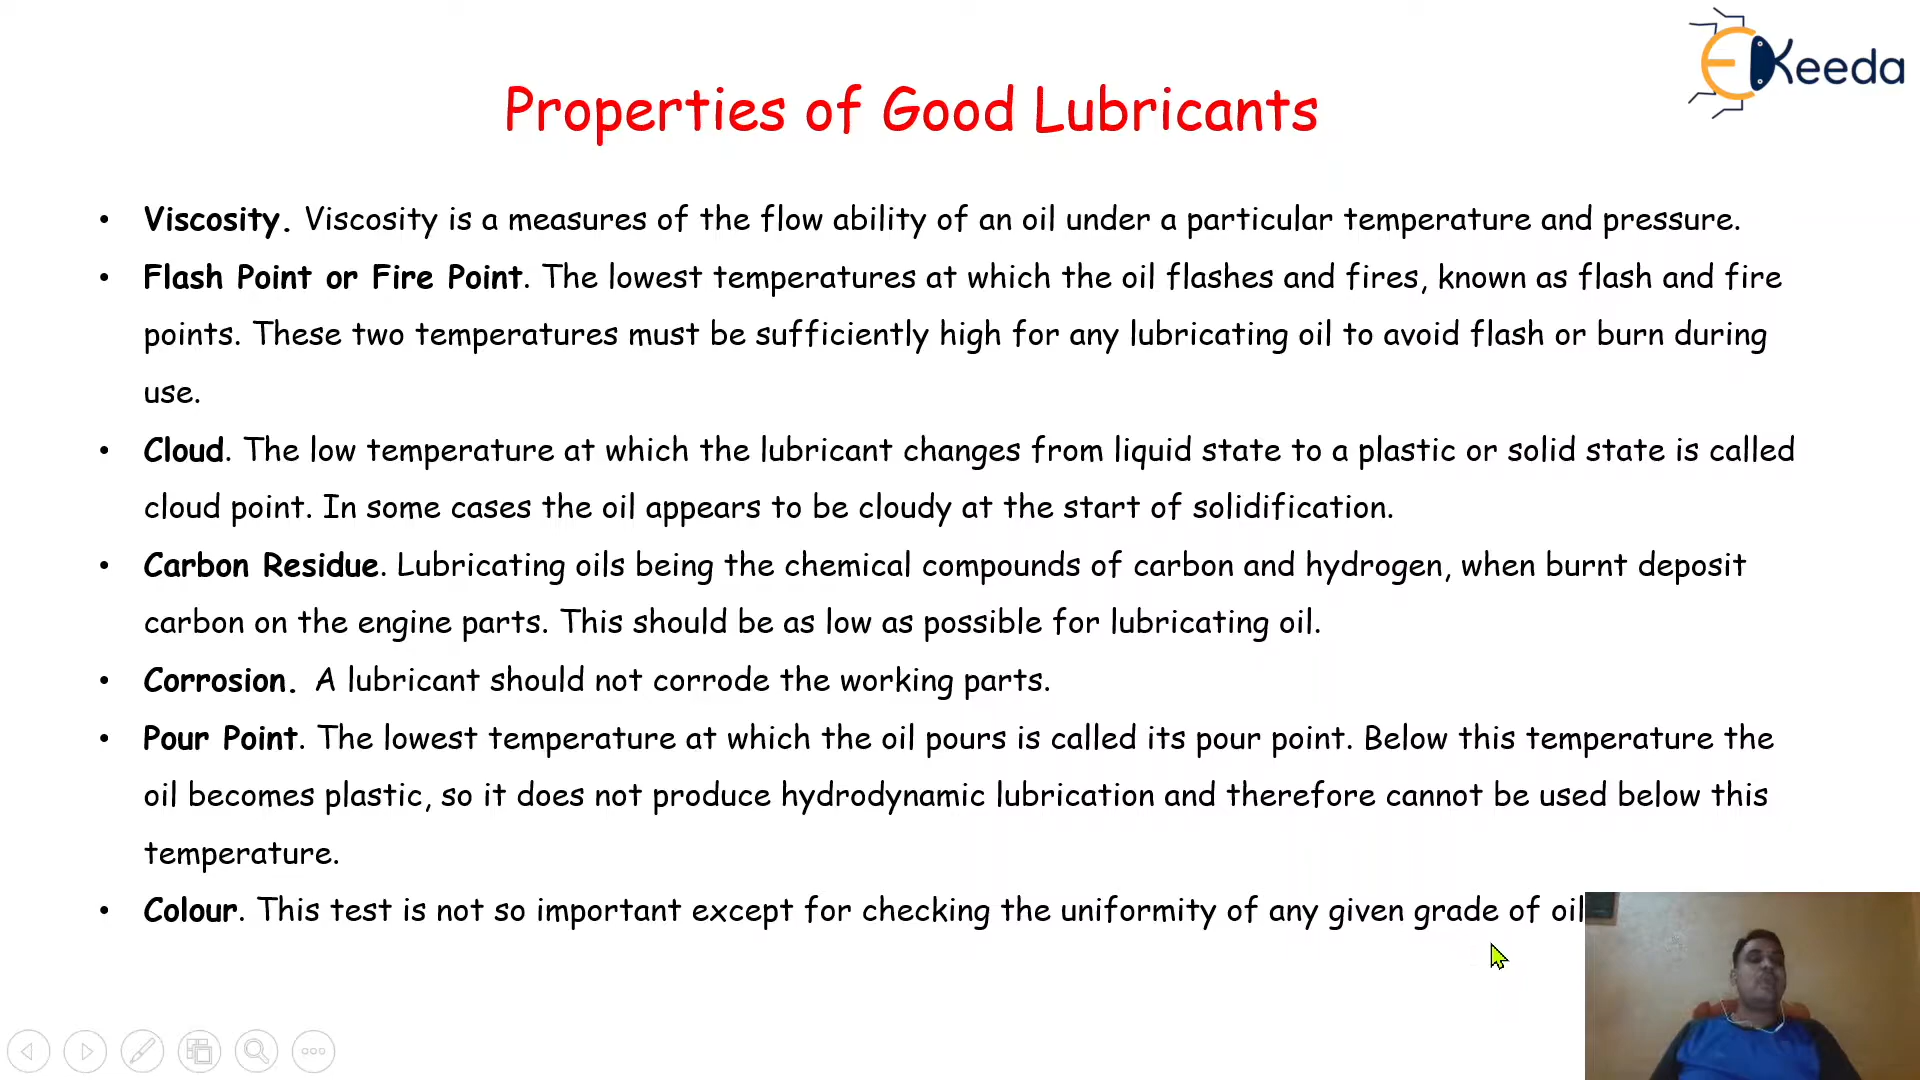 EKeeda
Properties of Good Lubricants
• Viscosity. Viscosity is a measures of the flow ability of an oil under a particular temperature and pressure.
• Flash Point or Fire Point. The lowest temperatures at which the oil flashes and fires, known as flash and fire
points. These two temperatures must be sufficiently high for any lubricating oil to avoid flash or burn during
use.
• Cloud. The low temperature at which the lubricant changes from liquid state to a plastic or solid state is called
cloud point. In some cases the oil appears to be cloudy at the start of solidification.
• Carbon Residue. Lubricating oils being the chemical compounds of carbon and hydrogen, when burnt deposit
carbon on the engine parts. This should be as low as possible for lubricating oil.
• Corrosion. A lubricant should not corrode the working parts.
• Pour Point. The lowest temperature at which the oil pours is called its pour point. Below this temperature the
oil becomes plastic, so it does not produce hydrodynamic lubrication and therefore cannot be used below this
temperature.
• Colour. This test is not so important except for checking the uniformity of any given grade of oil